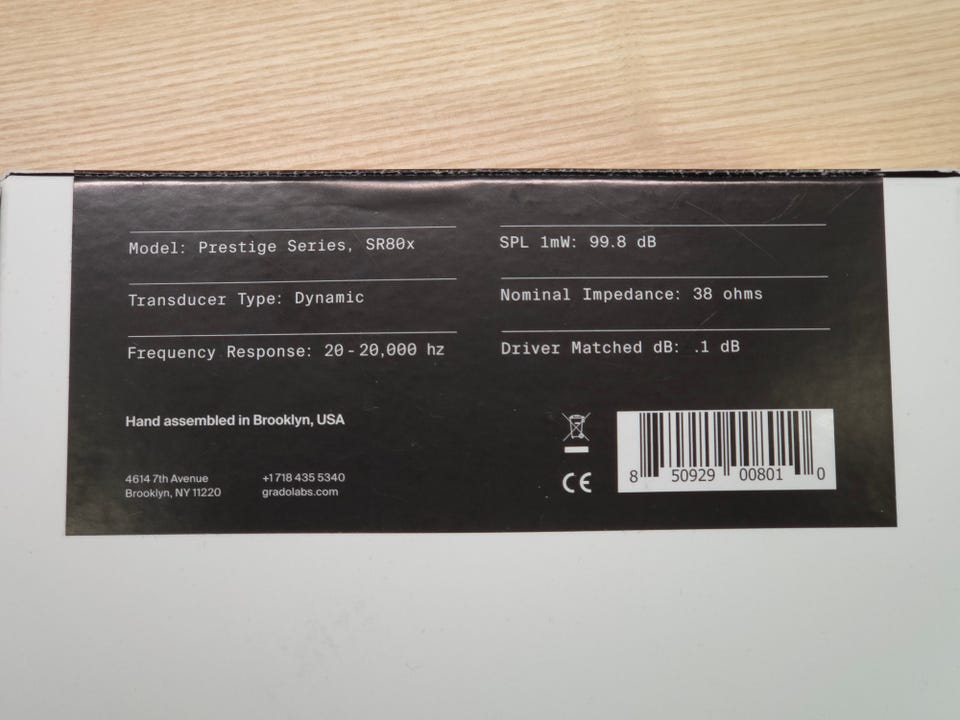 Model: Prestige Series, SR80x
Transducer Type: Dynamic
Frequency Response: 20-20,000 hz
SPL 1mW: 99.8 dB
Nominal Impedance: 38 ohms
Driver Matched dB: .1 dB
Hand assembled in Brooklyn, USA
4614 7th Avenue
Brooklyn, NY 11220
+1 718 435 5340
gradolabs.com
CE
8 50929 00801 0